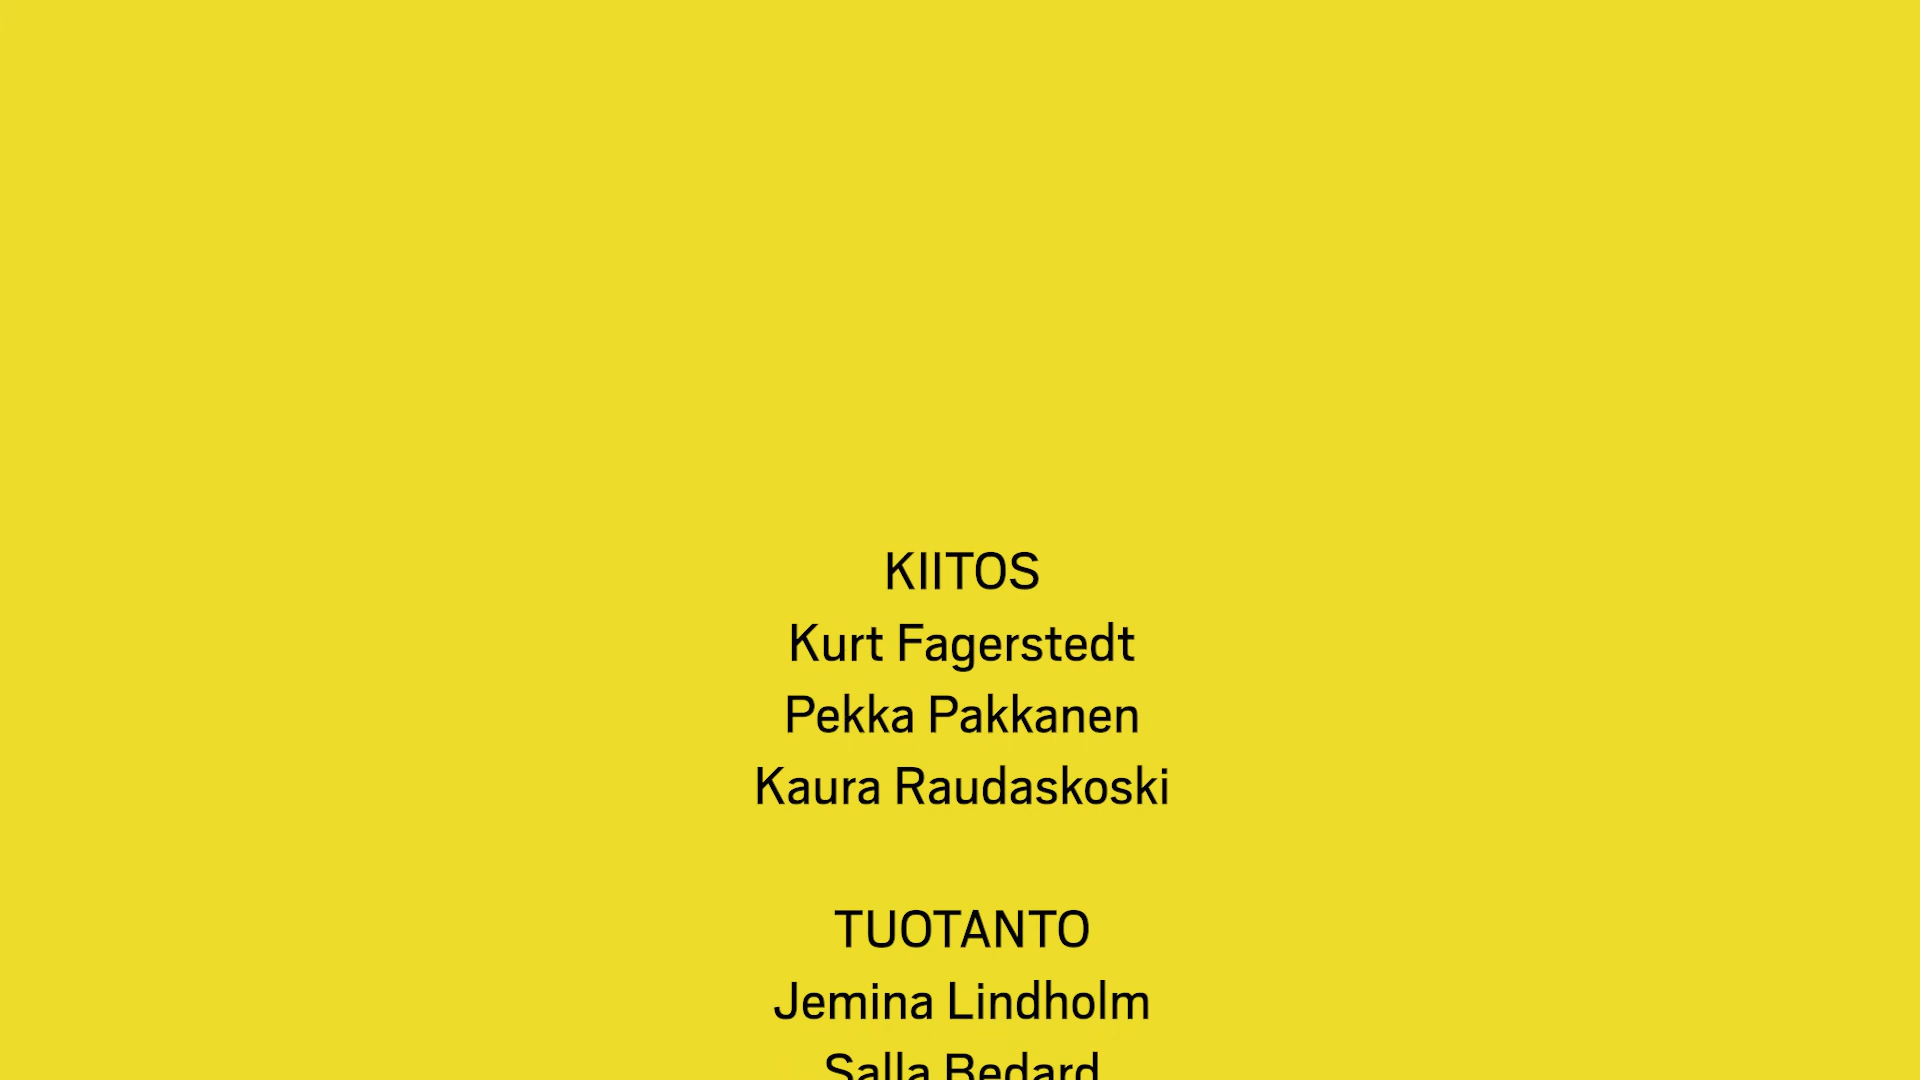 KIITOS
Kurt Fagerstedt
Pekka Pakkanen
Kaura Raudaskoski
TUOTANTO
Jemina Lindholm
Salla Bedard